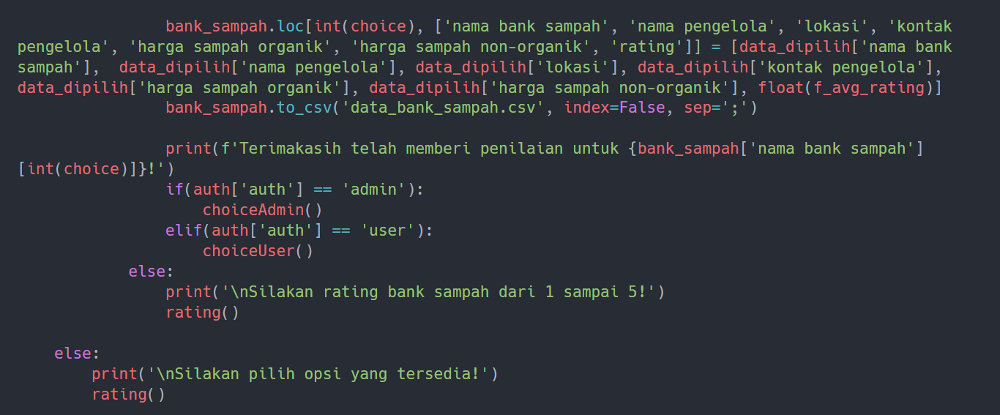 bank_sampah.loc[int(choice), ['nama bank sampah', 'nama pengelola', 'lokasi', 'kontak
pengelola', 'harga sampah organik', 'harga sampah non-organik', 'rating']] = [data_dipilih['nama bank
sampah'],  data_dipilih['nama pengelola'], data_dipilih['lokasi'], data_dipilih['kontak pengelola'],
data_dipilih['harga sampah organik'], data_dipilih['harga sampah non-organik'], float(f_avg_rating)]
bank_sampah.to_csv('data_bank_sampah.csv', index=False, sep=';')
print(f'Terimakasih telah memberi penilaian untuk {bank_sampah['nama bank sampah']
[int(choice)]}!')
if(auth['auth'] == 'admin'):
choiceAdmin()
elif(auth['auth'] == 'user'):
choiceUser()
else:
print('\nSilakan rating bank sampah dari 1 sampai 5!')
rating()
else:
print('\nSilakan pilih opsi yang tersedia!')
rating()